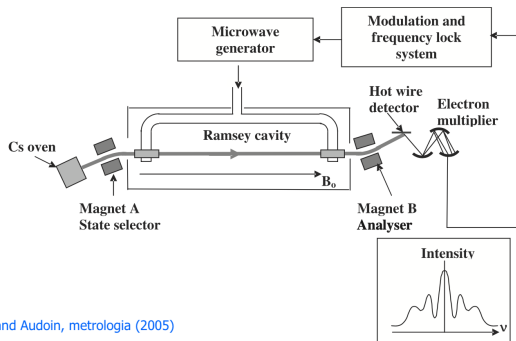 Modulation and
frequency lock
system
Microwave
generator
Hot wire
detector
Electron
multiplier
Ramsey cavity
Cs oven
B₀
Magnet A
State selector
Magnet B
Analyser
Intensity
ν
and Audoin, metrologia (2005)